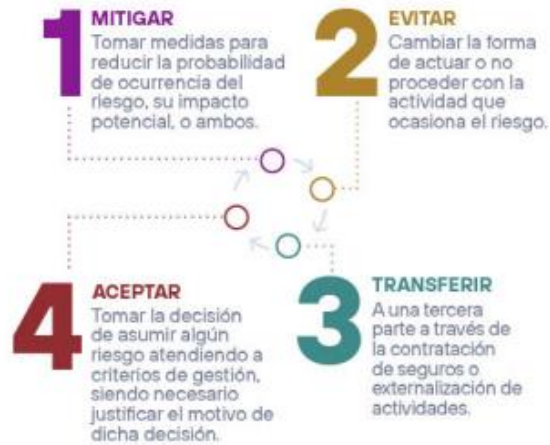 1
MITIGAR
Tomar medidas para
reducir la probabilidad
de ocurrencia del
riesgo, su impacto
potencial, o ambos.
2
EVITAR
Cambiar la forma
de actuar o no
proceder con la
actividad que
ocasiona el riesgo.
3
TRANSFERIR
A una tercera
parte a través de
la contratación
de seguros o
externalización de
actividades.
4
ACEPTAR
Tomar la decisión
de asumir algún
riesgo atendiendo a
criterios de gestión,
siendo necesario
justificar el motivo de
dicha decisión.